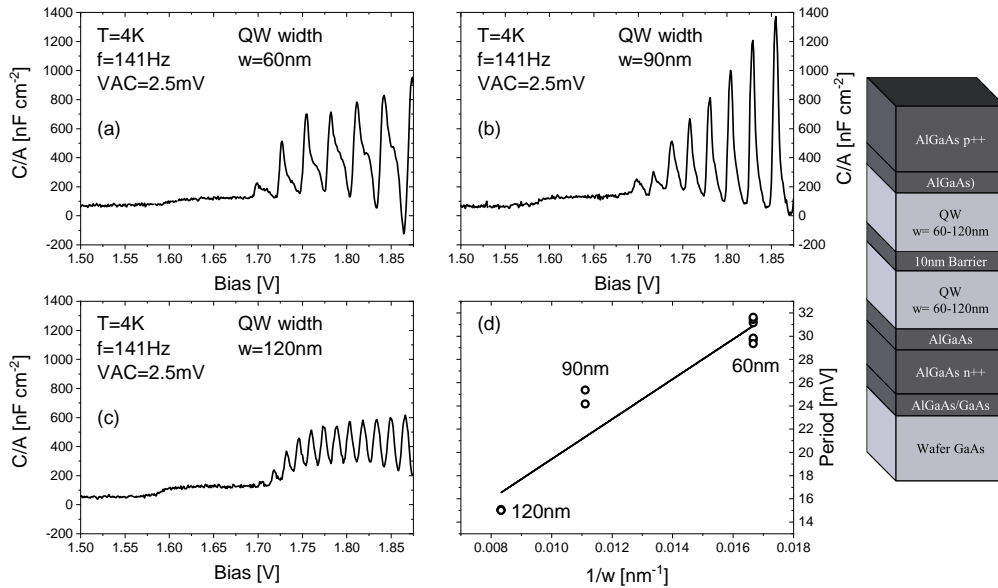 T=4K
f=141Hz
VAC=2.5mV
QW width
w=60nm
(a)
C/A [nF cm-2]
1400
1200
1000
800
600
400
200
0
-200
1.50 1.55 1.60 1.65 1.70 1.75 1.80 1.85
Bias [V]
T=4K
f=141Hz
VAC=2.5mV
QW width
w=90nm
(b)
C/A [nF cm-2]
1400
1200
1000
800
600
400
200
0
-200
1.50 1.55 1.60 1.65 1.70 1.75 1.80 1.85
Bias [V]
T=4K
f=141Hz
VAC=2.5mV
QW width
w=120nm
(c)
C/A [nF cm-2]
1400
1200
1000
800
600
400
200
0
-200
1.50 1.55 1.60 1.65 1.70 1.75 1.80 1.85
Bias [V]
(d)
90nm
60nm
120nm
Period [mV]
32
30
28
26
24
22
20
18
16
14
0.008 0.010 0.012 0.014 0.016 0.018
1/w [nm-1]
AlGaAs p++
AlGaAs)
QW
w= 60-120nm
10nm Barrier
QW
w= 60-120nm
AlGaAs
AlGaAs n++
AlGaAs/GaAs
Wafer GaAs